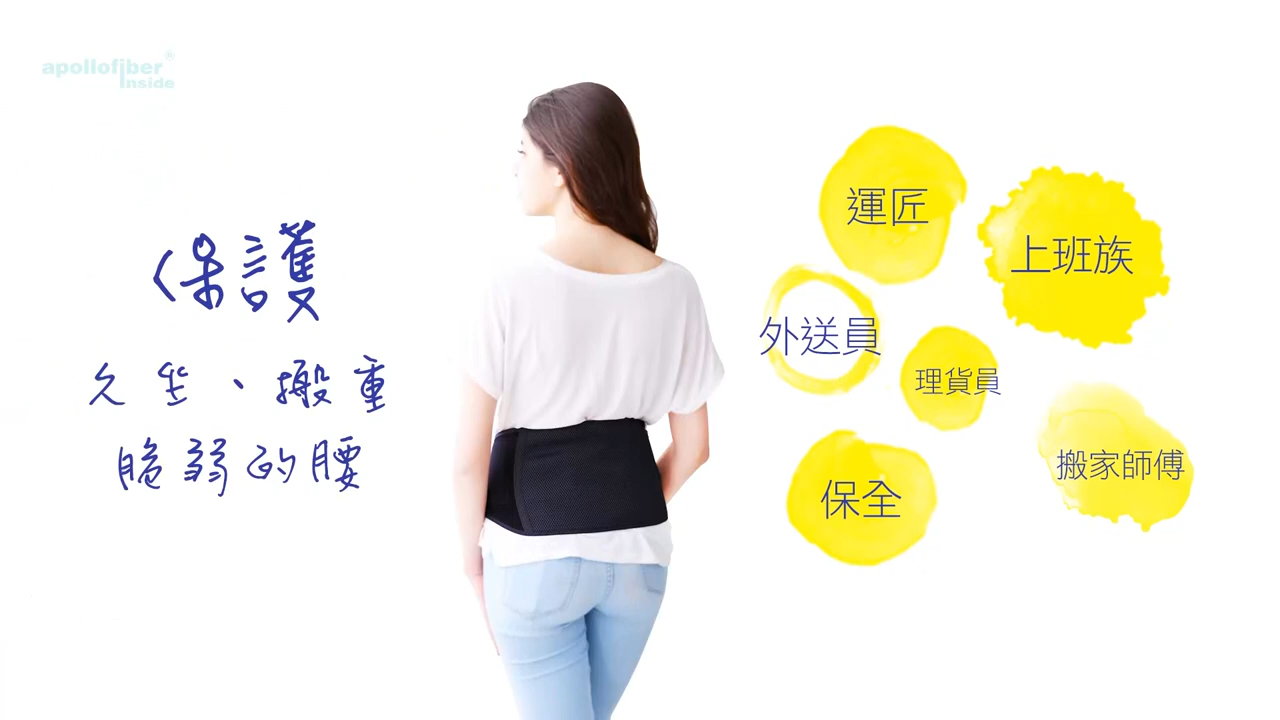 apollofiber®
Inside
保護
久坐、搬重
脆弱的腰
運匠
上班族
外送員
理貨員
搬家師傅
保全